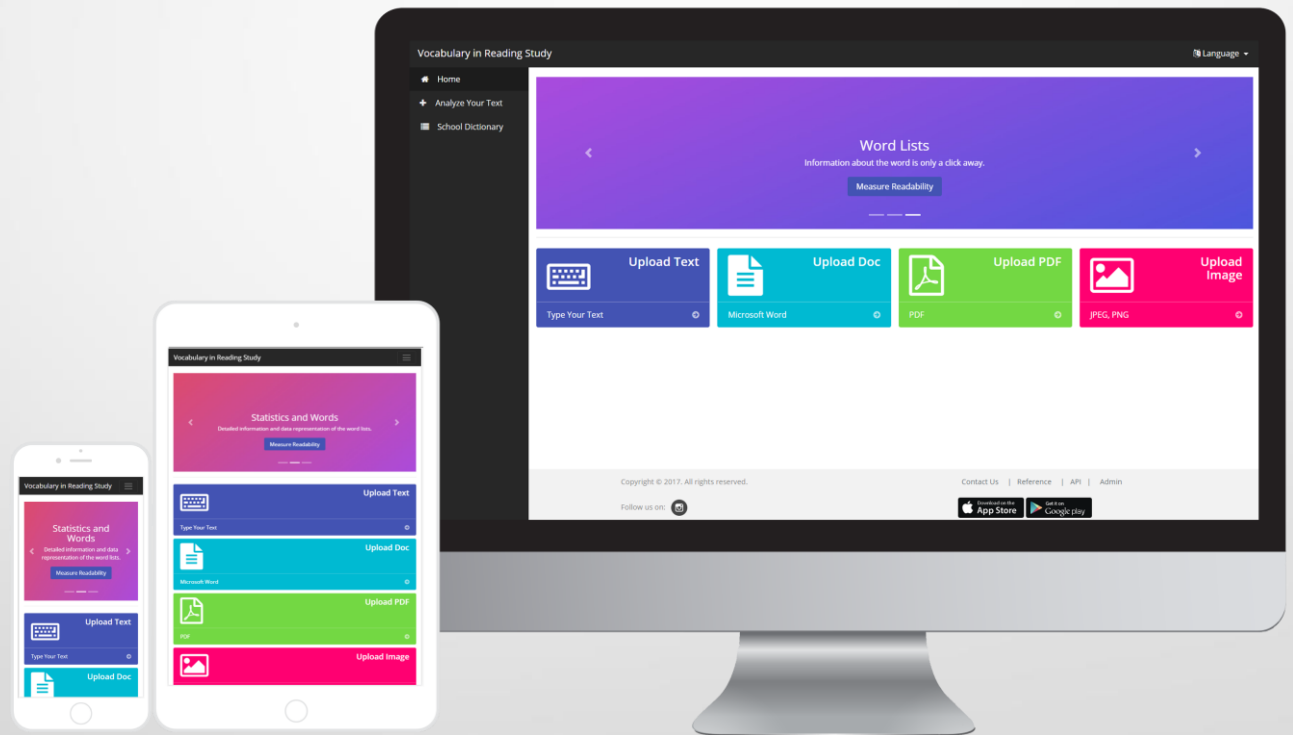 Vocabulary in Reading Study
Language
Home
Analyze Your Text
School Dictionary
Word Lists
Information about the word is only a click away.
Measure Readability
Upload Text
Type Your Text
Upload Doc
Microsoft Word
Upload PDF
PDF
Upload
Image
JPEG, PNG
Copyright © 2017. All rights reserved.
Contact Us | Reference | API | Admin
Follow us on:
Download on the
App Store
Get it on
Google play
Vocabulary in Reading Study
Statistics and Words
Detailed information and data representation of the word lists.
Measure Readability
Upload Text
Type Your Text
Upload Doc
Microsoft Word
Upload PDF
PDF
Upload Image
Vocabulary in Reading Study
Statistics and
Words
Detailed information and data
representation of the word lists.
Measure Readability
Upload Text
Type Your Text
Upload Doc